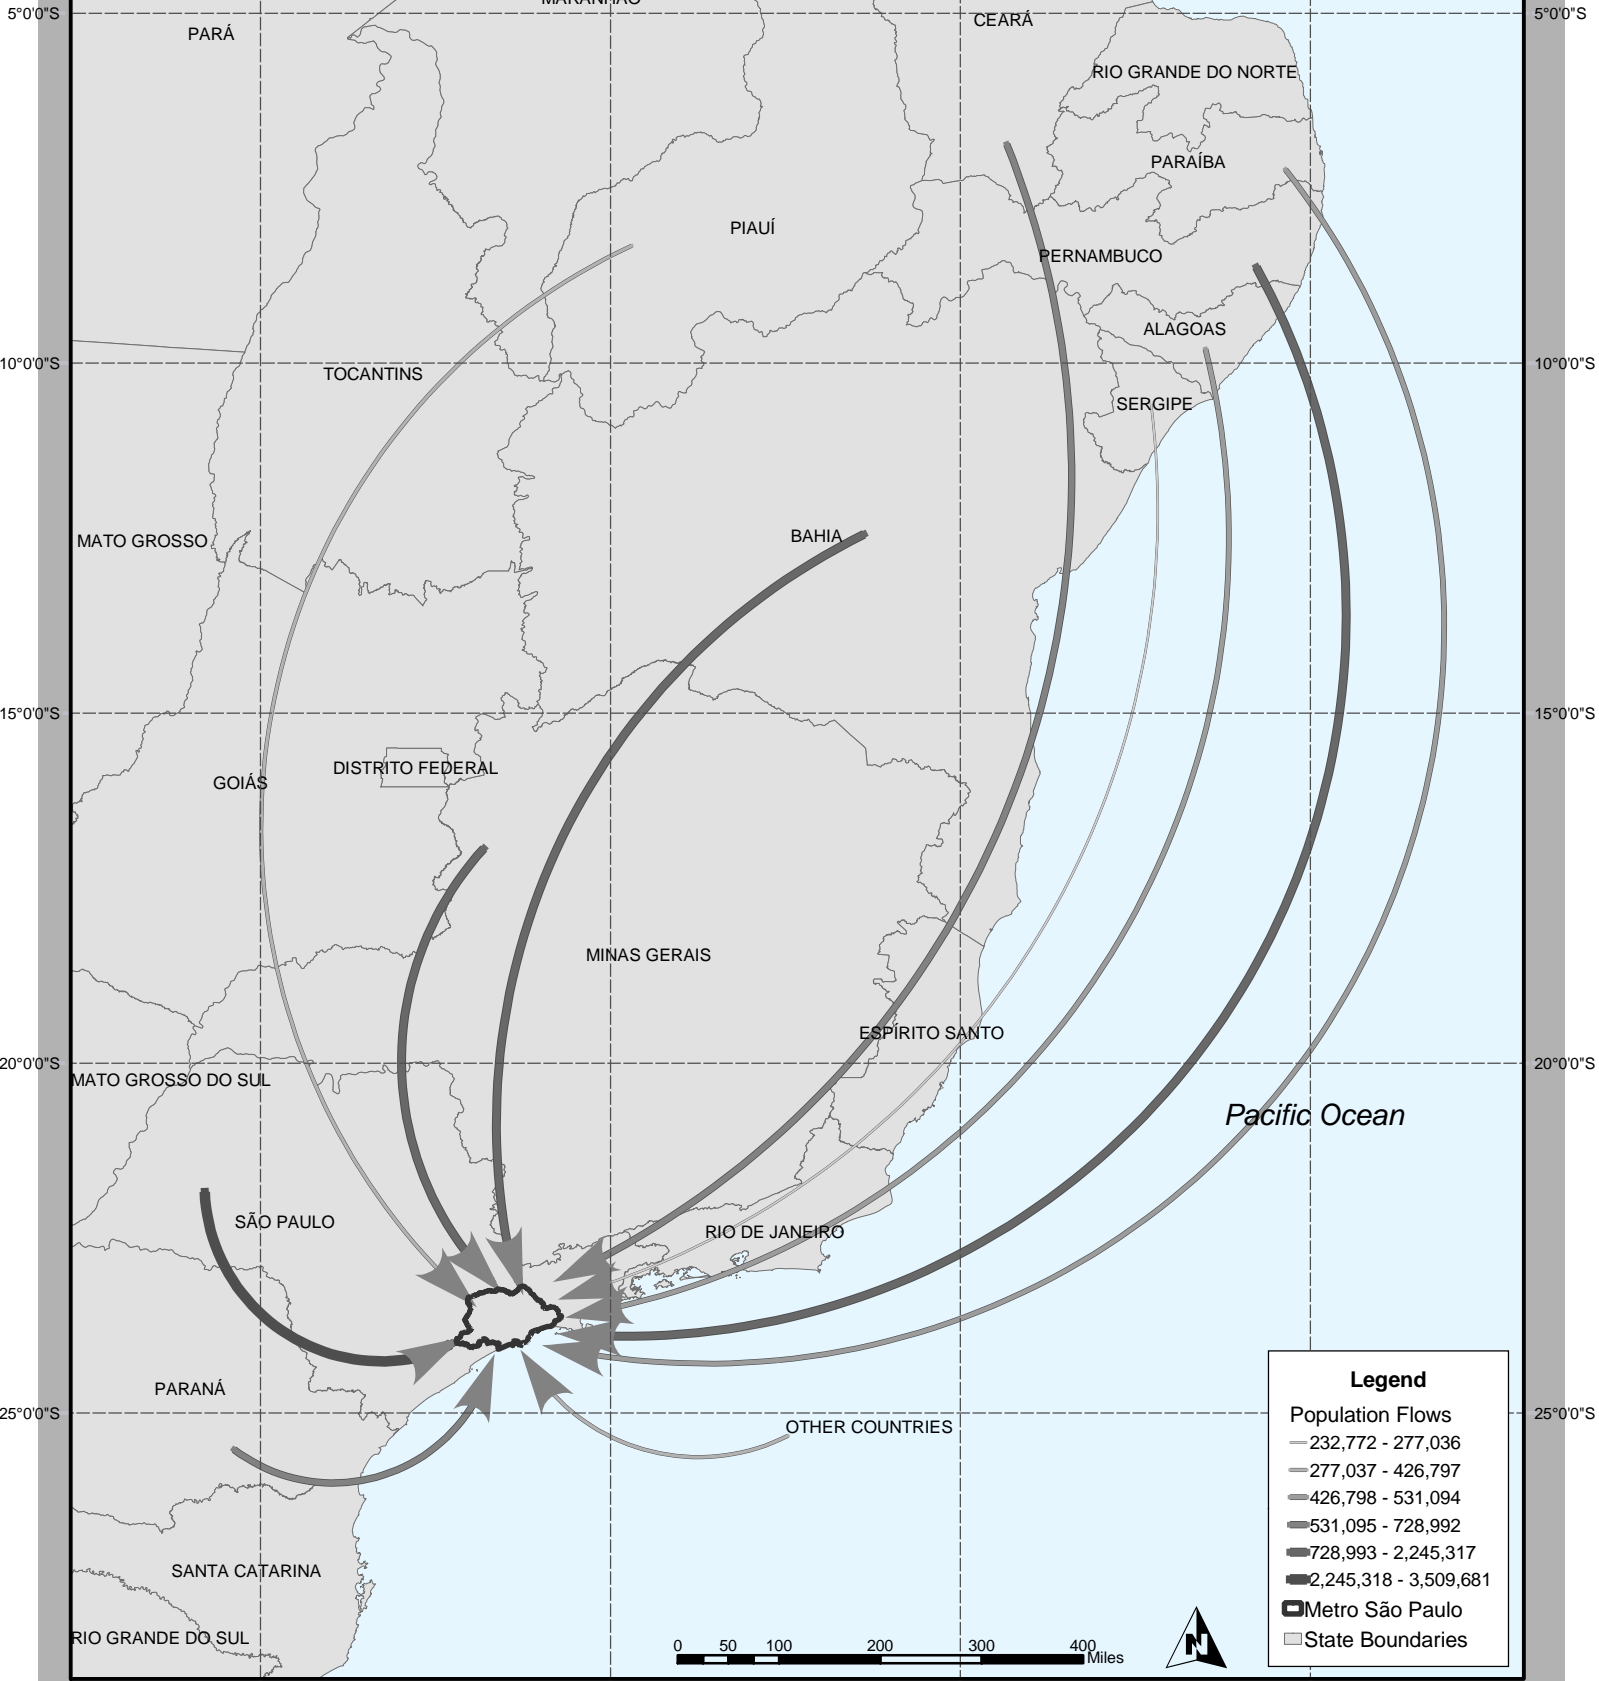 MARANHÃO
5°0'0"S
5°0'0"S
CEARÁ
PARÁ
RIO GRANDE DO NORTE
PARAÍBA
PIAUÍ
PERNAMBUCO
ALAGOAS
10°0'0"S
10°0'0"S
TOCANTINS
SERGIPE
BAHIA
MATO GROSSO
15°0'0"S
15°0'0"S
DISTRITO FEDERAL
GOIÁS
MINAS GERAIS
ESPÍRITO SANTO
20°0'0"S
20°0'0"S
MATO GROSSO DO SUL
Pacific Ocean
SÃO PAULO
RIO DE JANEIRO
PARANÁ
25°0'0"S
25°0'0"S
OTHER COUNTRIES
SANTA CATARINA
RIO GRANDE DO SUL
Legend
Population Flows
232,772 - 277,036
277,037 - 426,797
426,798 - 531,094
531,095 - 728,992
728,993 - 2,245,317
2,245,318 - 3,509,681
Metro São Paulo
State Boundaries
0 50 100 200 300 400
Miles
N